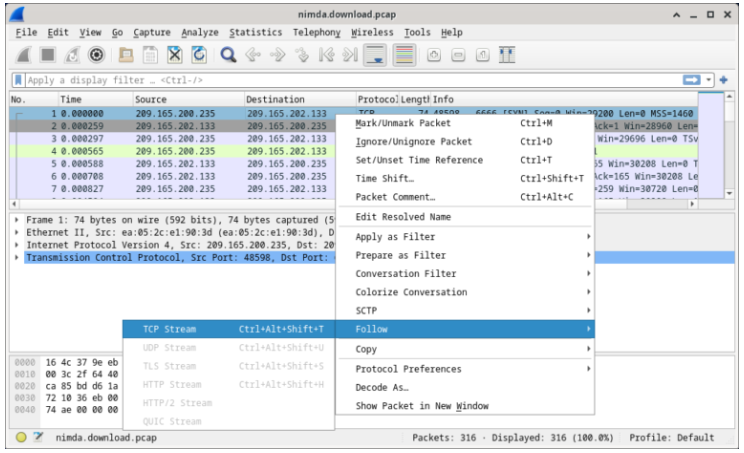 nimda.download.pcap
File Edit View Go Capture Analyze Statistics Telephony Wireless Tools Help
Apply a display filter … <Ctrl-/>
No. Time Source Destination Protocol Length Info
1 0.000000 209.165.200.235 209.165.202.133 TCP 74 48598 6666 [SYN] Seq=0 Win=29200 Len=0 MSS=1460
2 0.000259 209.165.202.133 209.165.200.235 Ack=1 Win=28960 Len=
3 0.000297 209.165.200.235 209.165.202.133 Win=29696 Len=0 TSv
4 0.000565 209.165.200.235 209.165.202.133
5 0.000588 209.165.202.133 209.165.200.235 65 Win=30208 Len=0 T
6 0.000708 209.165.202.133 209.165.200.235 Ack=165 Win=30208 Le
7 0.000827 209.165.200.235 209.165.202.133 =259 Win=30720 Len=0
Mark/Unmark Packet Ctrl+M
Ignore/Unignore Packet Ctrl+D
Set/Unset Time Reference Ctrl+T
Time Shift… Ctrl+Shift+T
Packet Comment… Ctrl+Alt+C
Edit Resolved Name
Apply as Filter
Prepare as Filter
Conversation Filter
Colorize Conversation
SCTP
Follow
Copy
Protocol Preferences
Decode As…
Show Packet in New Window
Frame 1: 74 bytes on wire (592 bits), 74 bytes captured (5
Ethernet II, Src: ea:05:2c:e1:90:3d (ea:05:2c:e1:90:3d), D
Internet Protocol Version 4, Src: 209.165.200.235, Dst: 20
Transmission Control Protocol, Src Port: 48598, Dst Port:
TCP Stream Ctrl+Alt+Shift+T
UDP Stream Ctrl+Alt+Shift+U
TLS Stream Ctrl+Alt+Shift+S
HTTP Stream Ctrl+Alt+Shift+H
HTTP/2 Stream
QUIC Stream
0000 16 4c 37 9e eb
0010 00 3c 2f 64 40
0020 ca 85 bd d6 1a
0030 72 10 36 eb 00
0040 74 ae 00 00 00
nimda.download.pcap Packets: 316 · Displayed: 316 (100.0%) Profile: Default